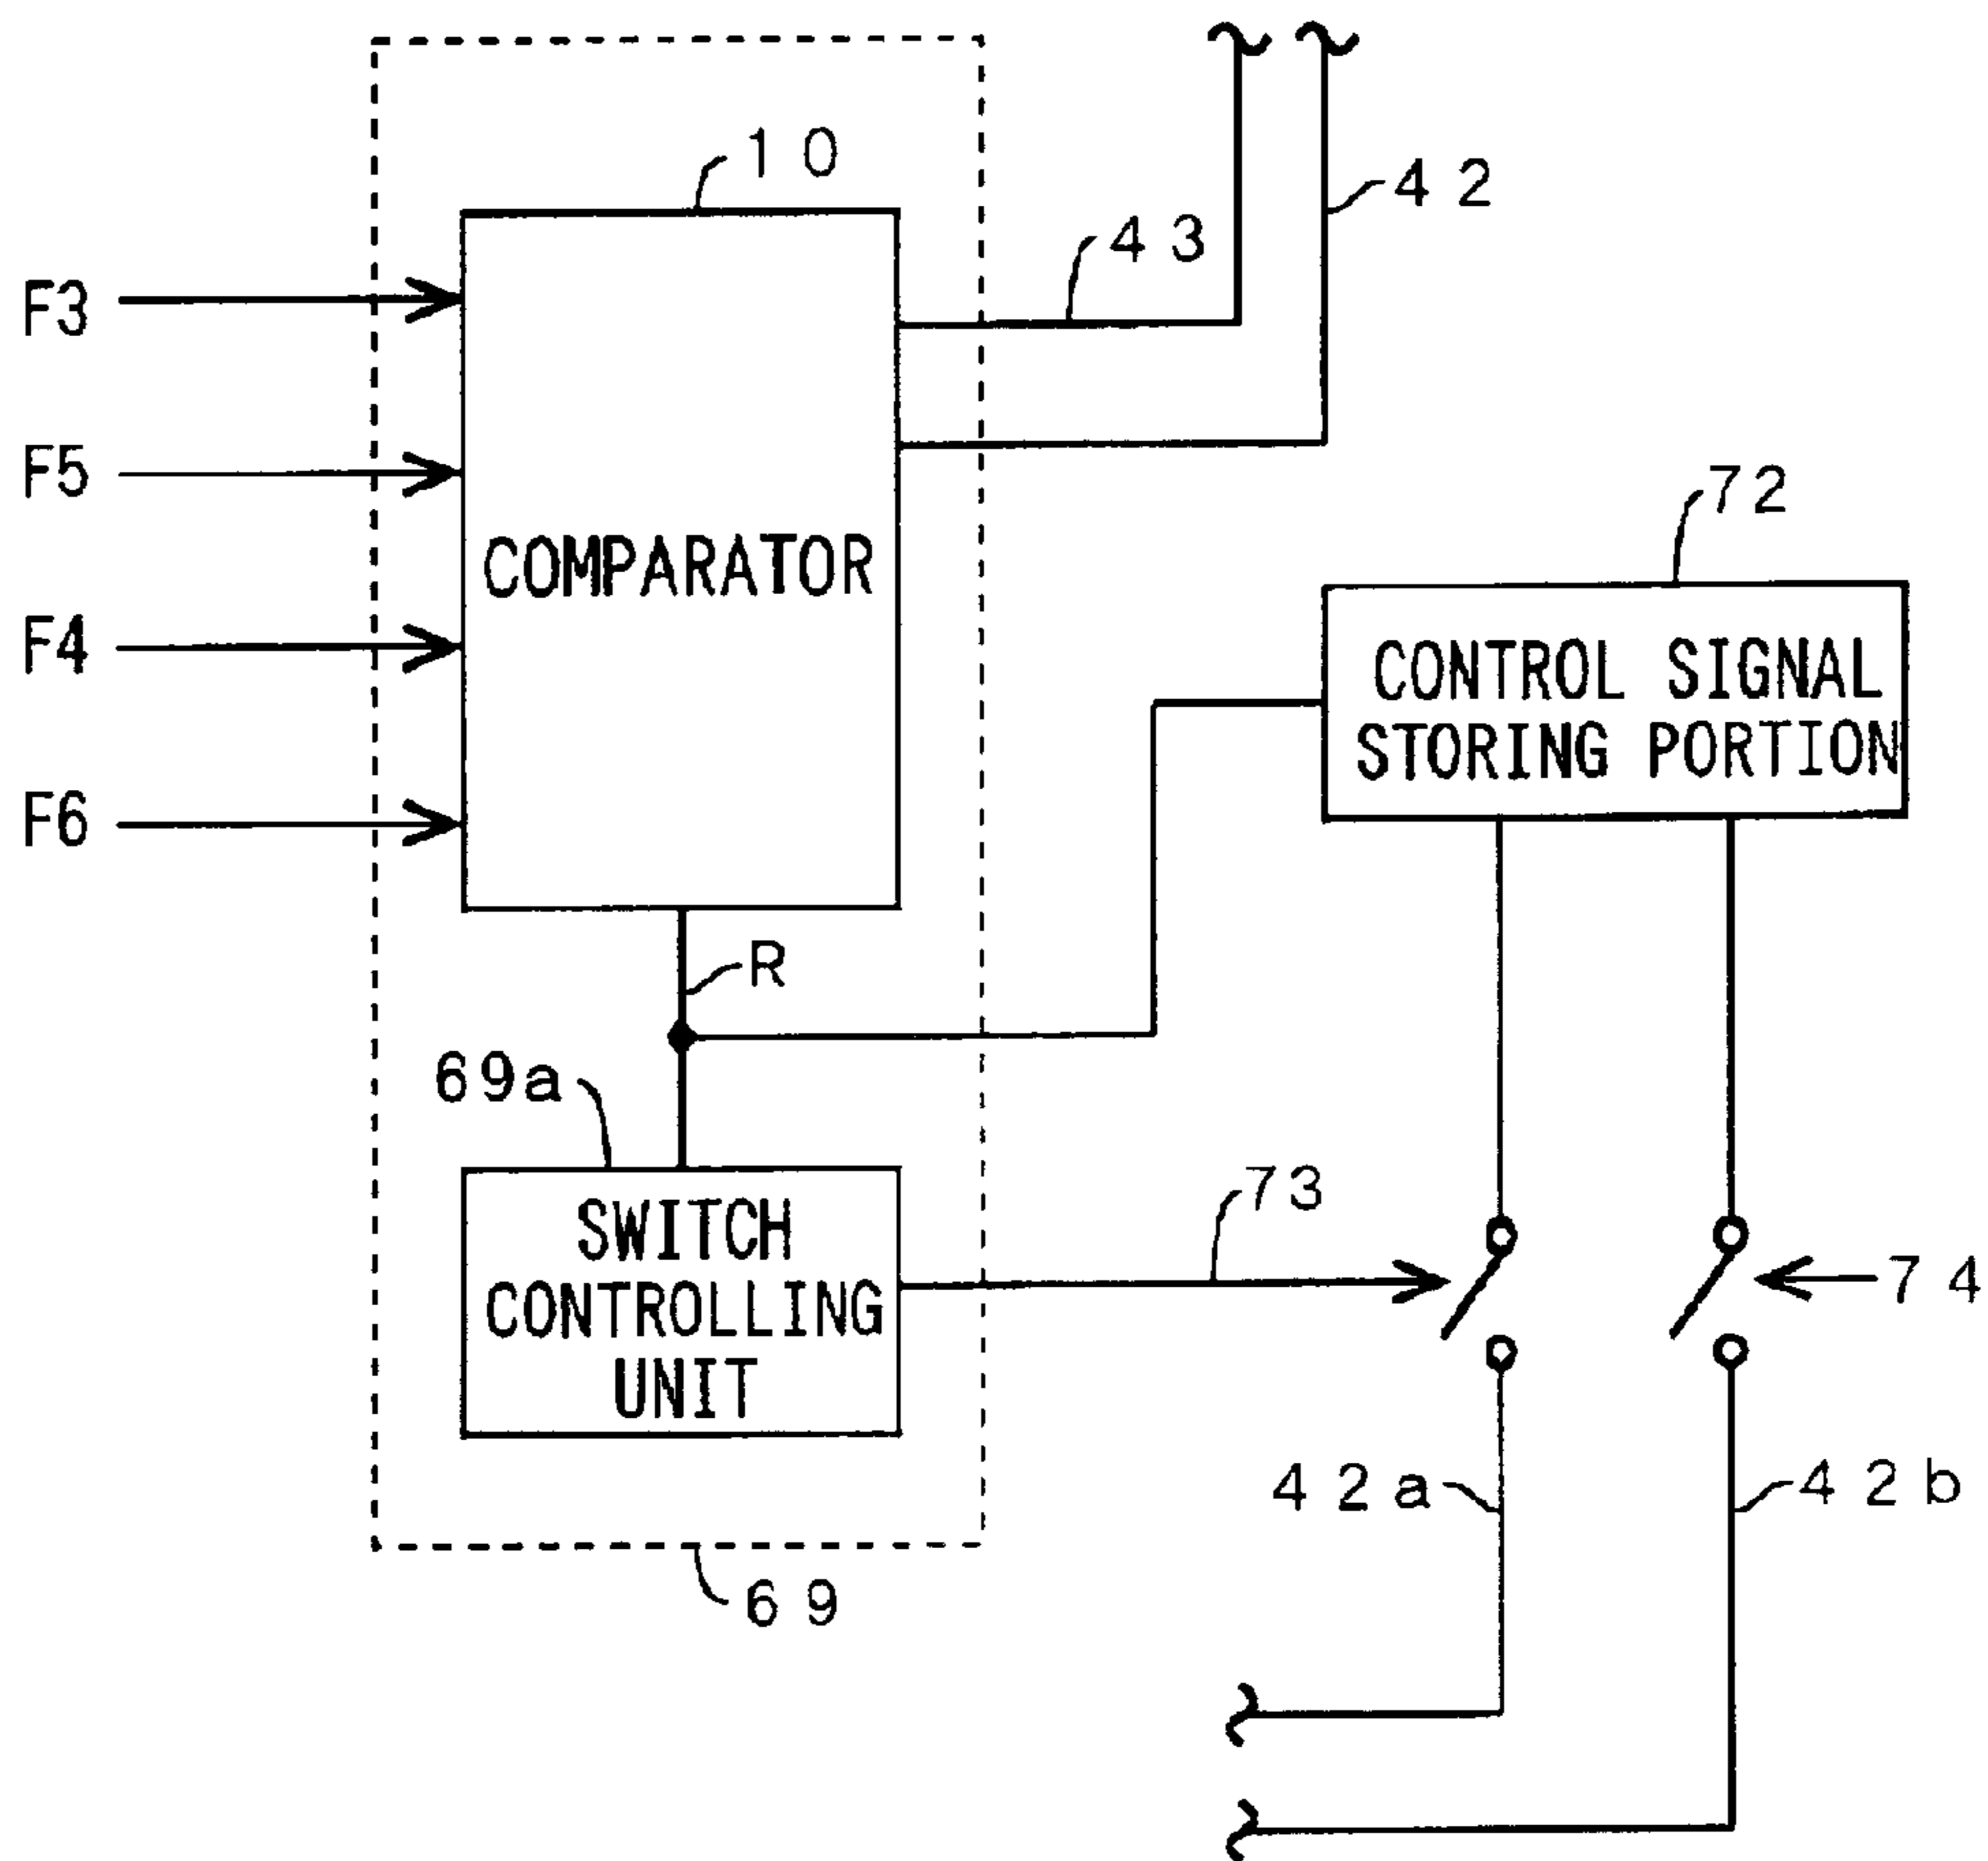 10
42
43
F3
F5
72
COMPARATOR
F4
CONTROL SIGNAL
STORING PORTION
F6
R
69a
73
SWITCH
CONTROLLING
UNIT
74
42a
42b
69